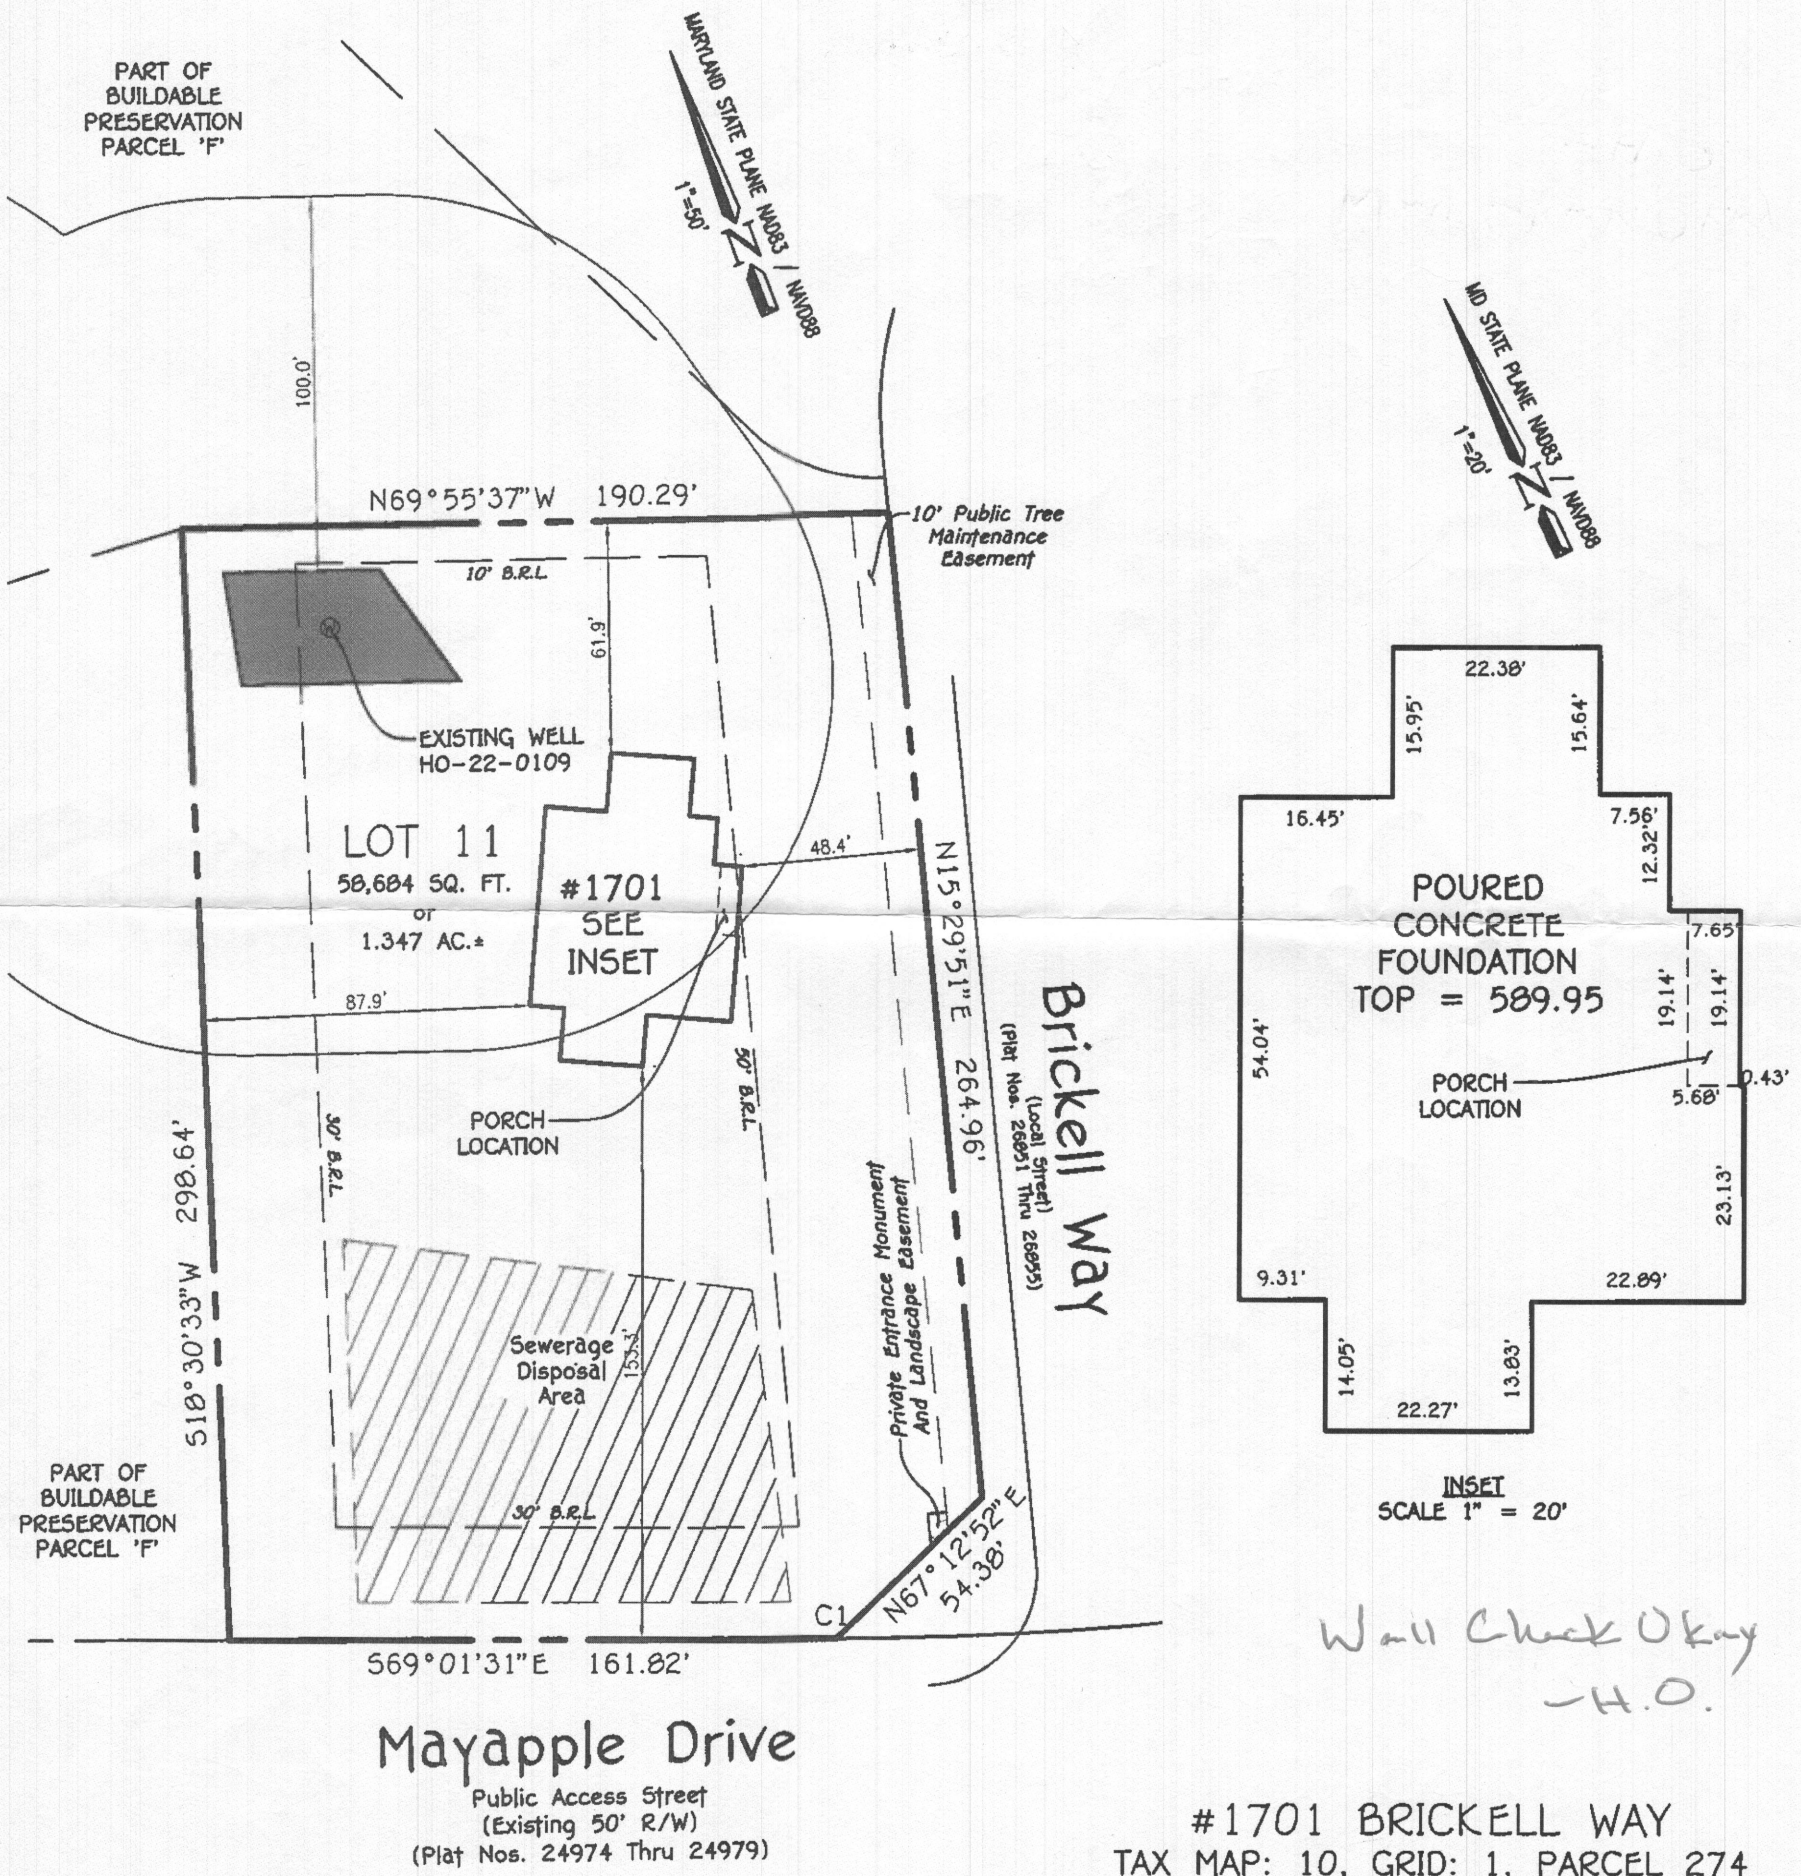 PART OF
BUILDABLE
PRESERVATION
PARCEL 'F'
MARYLAND STATE PLANE NAD83 / NAVD88
1"=50'
N
MD STATE PLANE NAD83 / NAVD88
1"=20'
N
100.0'
N69°55'37"W 190.29'
10' Public Tree
Maintenance
Easement
10' B.R.L
61.9'
EXISTING WELL
HO-22-0109
W
LOT 11
58,684 SQ. FT.
or
1.347 AC.±
#1701
SEE
INSET
48.4'
87.9'
N15°29'51"E 264.96'
Brickell Way
(Local Street)
(Plat Nos. 26051 Thru 26055)
PORCH
LOCATION
30' B.R.L
50' B.R.L
S18°30'33"W 298.64'
Sewerage
Disposal
Area
153.3'
Private Entrance Monument
And Landscape Easement
30' B.R.L
PART OF
BUILDABLE
PRESERVATION
PARCEL 'F'
C1
N67°12'52"E
54.38'
S69°01'31"E 161.82'
Mayapple Drive
Public Access Street
(Existing 50' R/W)
(Plat Nos. 24974 Thru 24979)
22.38'
15.95'
15.64'
16.45'
7.56'
12.32'
POURED
CONCRETE
FOUNDATION
TOP = 589.95
7.65'
19.14'
19.14'
54.04'
PORCH
LOCATION
5.68'
0.43'
23.13'
9.31'
22.89'
14.05'
13.83'
22.27'
INSET
SCALE 1" = 20'
Wall Check Okay
-H.O.
#1701 BRICKELL WAY
TAX MAP: 10, GRID: 1, PARCEL 274